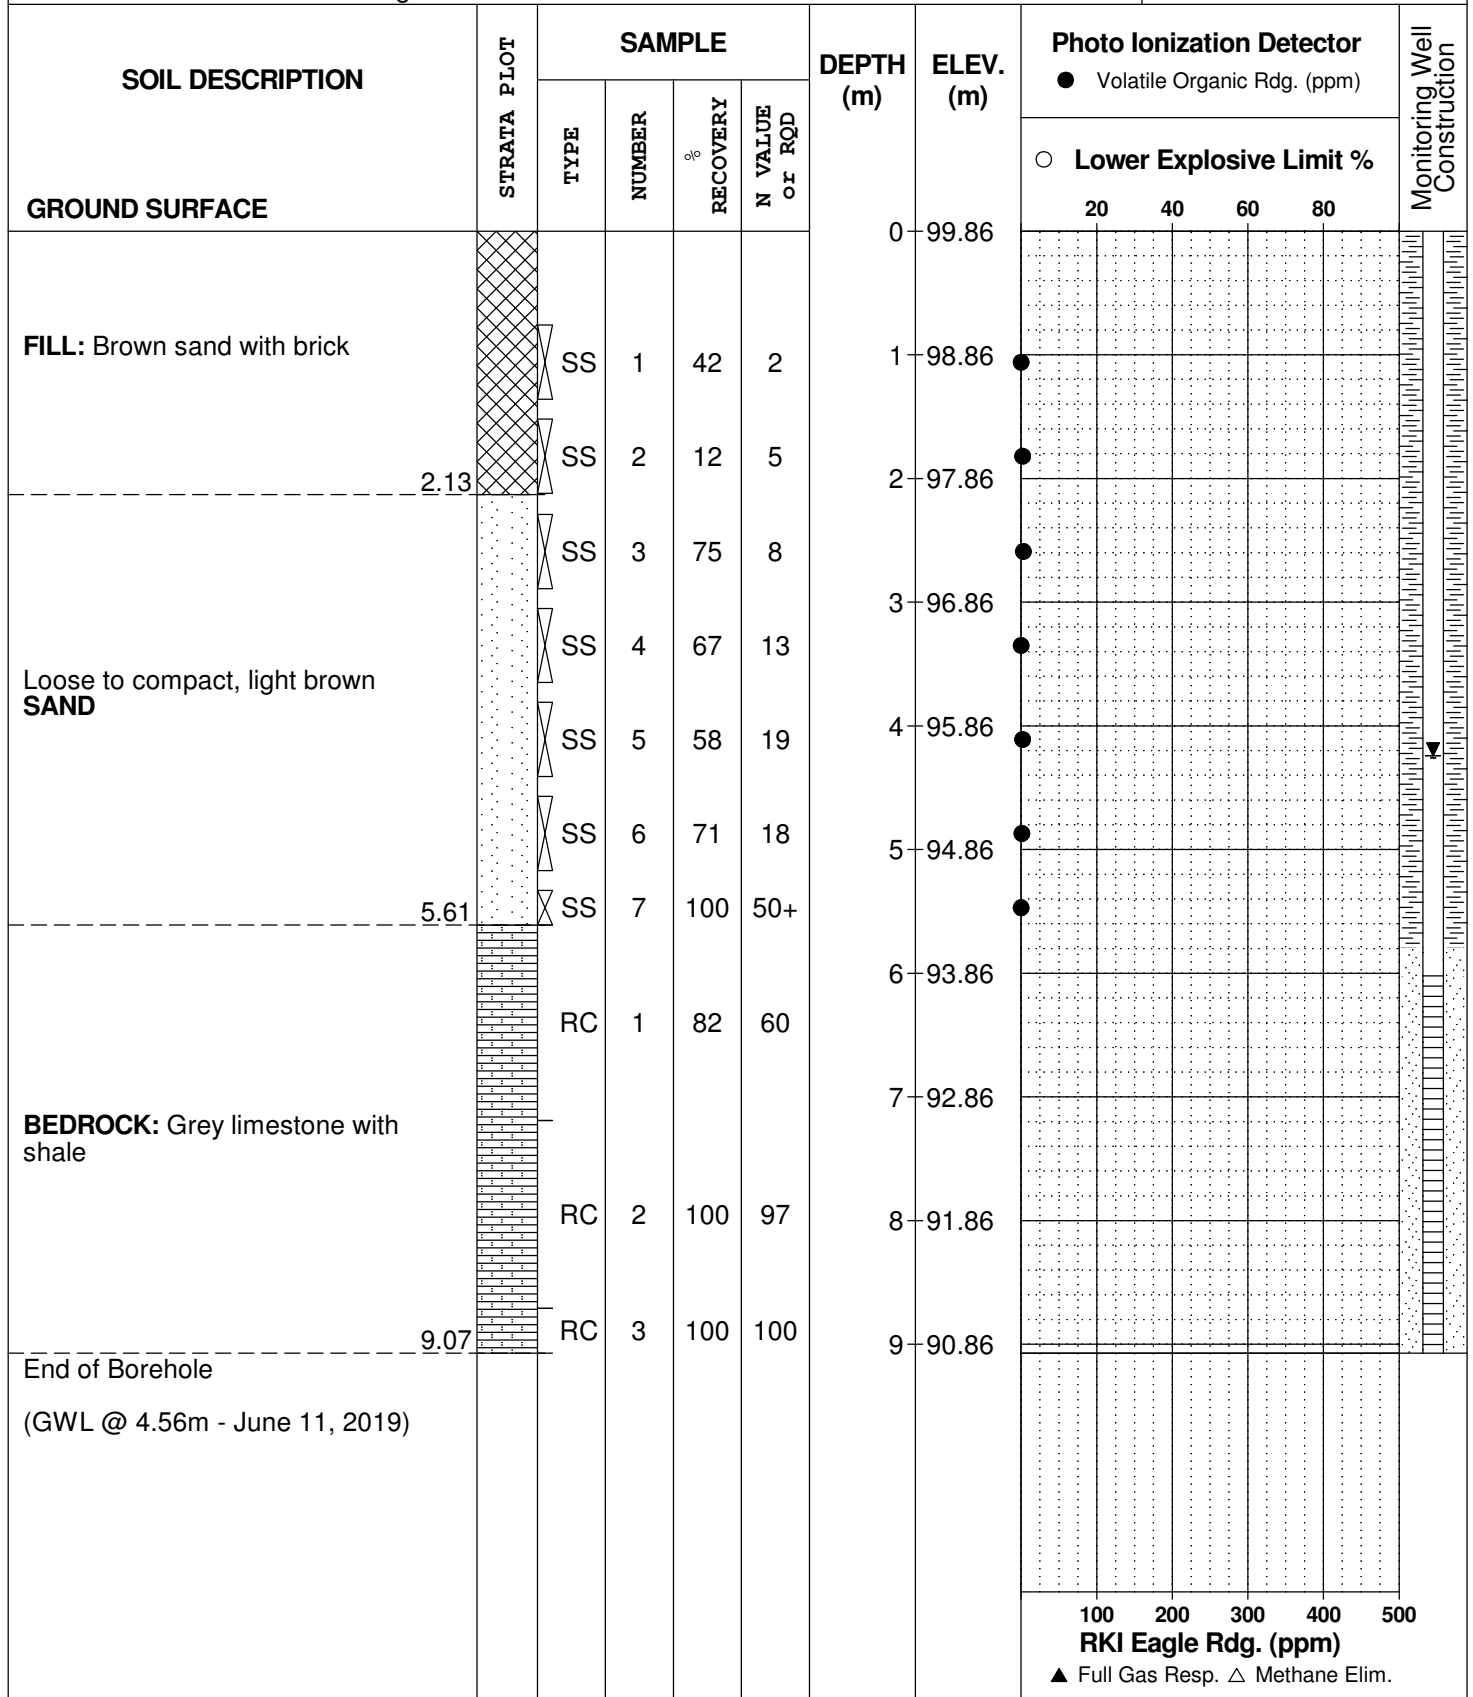 SOIL DESCRIPTION
GROUND SURFACE
STRATA PLOT
SAMPLE
TYPE
NUMBER
%
RECOVERY
N VALUE
or RQD
DEPTH
(m)
ELEV.
(m)
Photo Ionization Detector
● Volatile Organic Rdg. (ppm)
○ Lower Explosive Limit %
20 40 60 80
Monitoring Well
Construction
0 99.86
FILL: Brown sand with brick
SS 1 42 2
1 98.86
SS 2 12 5
2.13
2 97.86
SS 3 75 8
3 96.86
SS 4 67 13
Loose to compact, light brown
SAND
4 95.86
SS 5 58 19
SS 6 71 18
5 94.86
5.61
SS 7 100 50+
6 93.86
RC 1 82 60
7 92.86
BEDROCK: Grey limestone with
shale
RC 2 100 97
8 91.86
RC 3 100 100
9.07
9 90.86
End of Borehole
(GWL @ 4.56m - June 11, 2019)
100 200 300 400 500
RKI Eagle Rdg. (ppm)
▲ Full Gas Resp. △ Methane Elim.